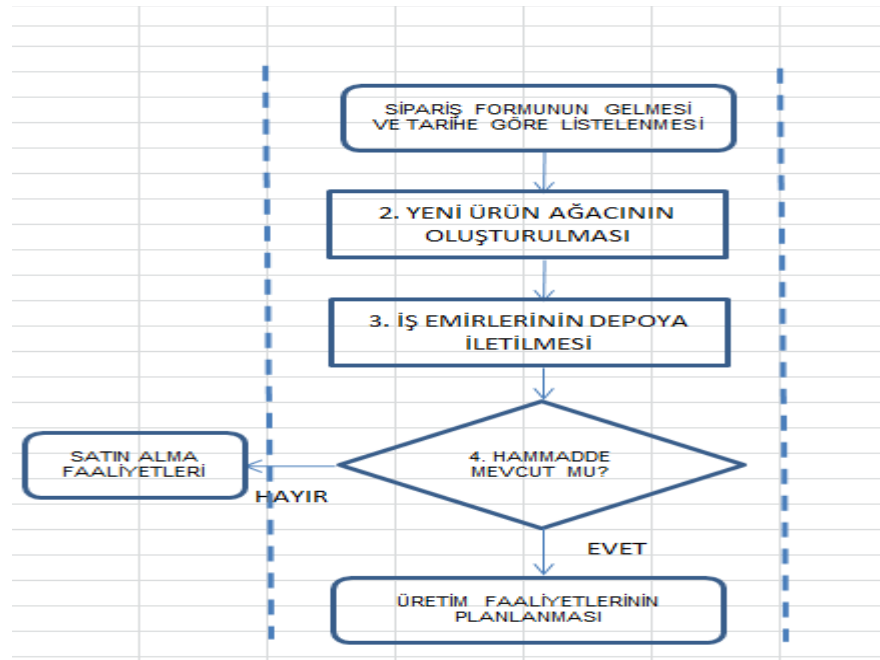 SİPARİŞ FORMUNUN GELMESİ
VE TARİHE GÖRE LİSTELENMESİ
2. YENİ ÜRÜN AĞACININ
OLUŞTURULMASI
3. İŞ EMİRLERİNİN DEPOYA
İLETİLMESİ
4. HAMMADDE
MEVCUT MU?
SATIN ALMA
FAALİYETLERİ
HAYIR
EVET
ÜRETİM FAALİYETLERİNİN
PLANLANMASI